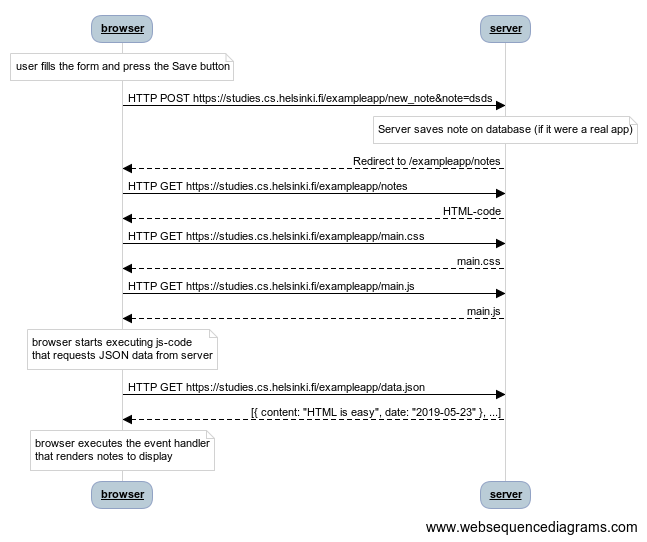 browser
server
user fills the form and press the Save button
HTTP POST https://studies.cs.helsinki.fi/exampleapp/new_note&note=dsds
Server saves note on database (if it were a real app)
Redirect to /exampleapp/notes
HTTP GET https://studies.cs.helsinki.fi/exampleapp/notes
HTML-code
HTTP GET https://studies.cs.helsinki.fi/exampleapp/main.css
main.css
HTTP GET https://studies.cs.helsinki.fi/exampleapp/main.js
main.js
browser starts executing js-code
that requests JSON data from server
HTTP GET https://studies.cs.helsinki.fi/exampleapp/data.json
[{ content: "HTML is easy", date: "2019-05-23" }, ...]
browser executes the event handler
that renders notes to display
browser
server
www.websequencediagrams.com